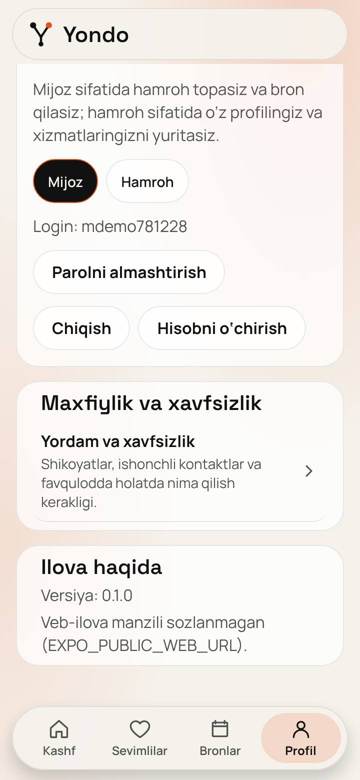 Yondo
Mijoz sifatida hamroh topasiz va bron
qilasiz; hamroh sifatida oʻz profilingiz va
xizmatlaringizni yuritasiz.
Mijoz
Hamroh
Login: mdemo781228
Parolni almashtirish
Chiqish
Hisobni oʻchirish
Maxfiylik va xavfsizlik
Yordam va xavfsizlik
Shikoyatlar, ishonchli kontaktlar va
favqulodda holatda nima qilish
kerakligi.
Ilova haqida
Versiya: 0.1.0
Veb-ilova manzili sozlanmagan
(EXPO_PUBLIC_WEB_URL).
Kashf
Sevimlilar
Bronlar
Profil